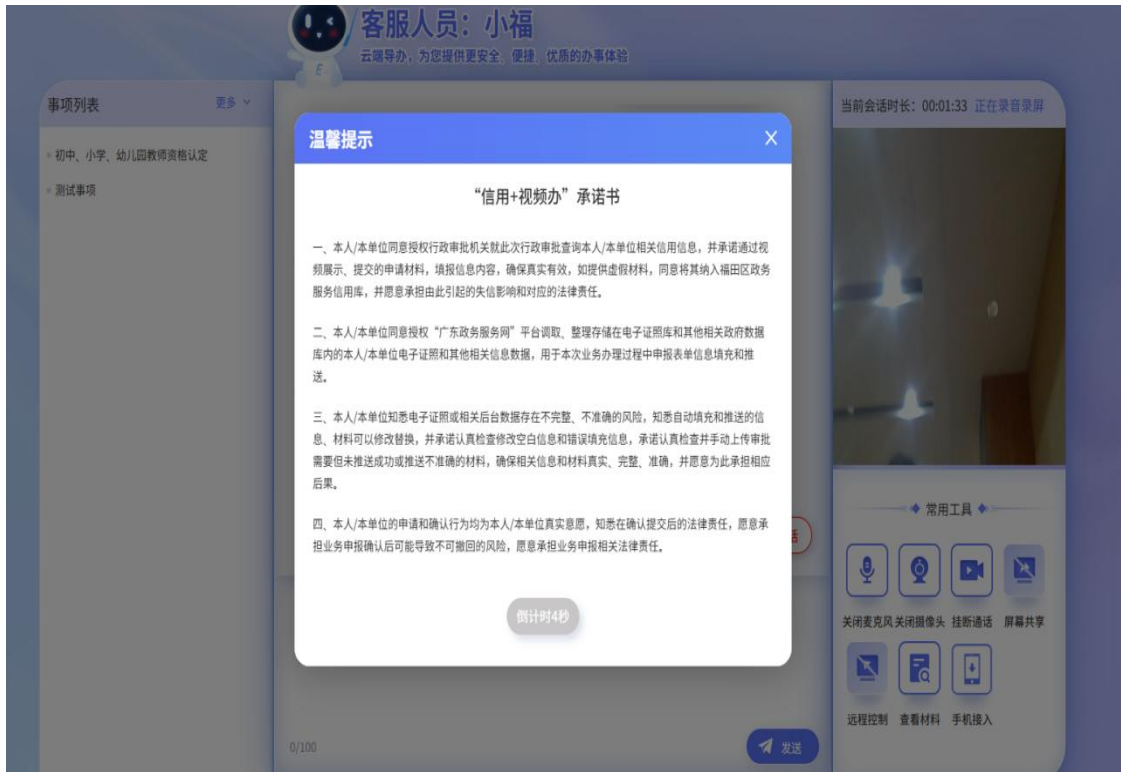 客服人员：小福
云端导办，为您提供更安全、便捷、优质的办事体验
E
事项列表
更多
初中、小学、幼儿园教师资格认定
测试事项
温馨提示
X
“信用+视频办”承诺书
一、本人/本单位同意授权行政审批机关就此次行政审批查询本人/本单位相关信用信息，并承诺通过视
频展示、提交的申请材料，填报信息内容，确保真实有效，如提供虚假材料，同意将其纳入福田区政务
服务信用库，并愿意承担由此引起的失信影响和对应的法律责任。
二、本人/本单位同意授权“广东政务服务网”平台调取、整理存储在电子证照库和其他相关政府数据
库内的本人/本单位电子证照和其他相关信息数据，用于本次业务办理过程中申报表单信息填充和推
送。
三、本人/本单位知悉电子证照或相关后台数据存在不完整、不准确的风险，知悉自动填充和推送的信
息、材料可以修改替换，并承诺认真检查修改空白信息和错误填充信息，承诺认真检查并手动上传审批
需要但未推送成功或推送不准确的材料，确保相关信息和材料真实、完整、准确，并愿意为此承担相应
后果。
四、本人/本单位的申请和确认行为均为本人/本单位真实意愿，知悉在确认提交后的法律责任，愿意承
担业务申报确认后可能导致不可撤回的风险，愿意承担业务申报相关法律责任。
倒计时4秒
话
0/100
发送
当前会话时长：00:01:33 正在录音录屏
常用工具
关闭麦克风 关闭摄像头 挂断通话 屏幕共享
远程控制 查看材料 手机接入